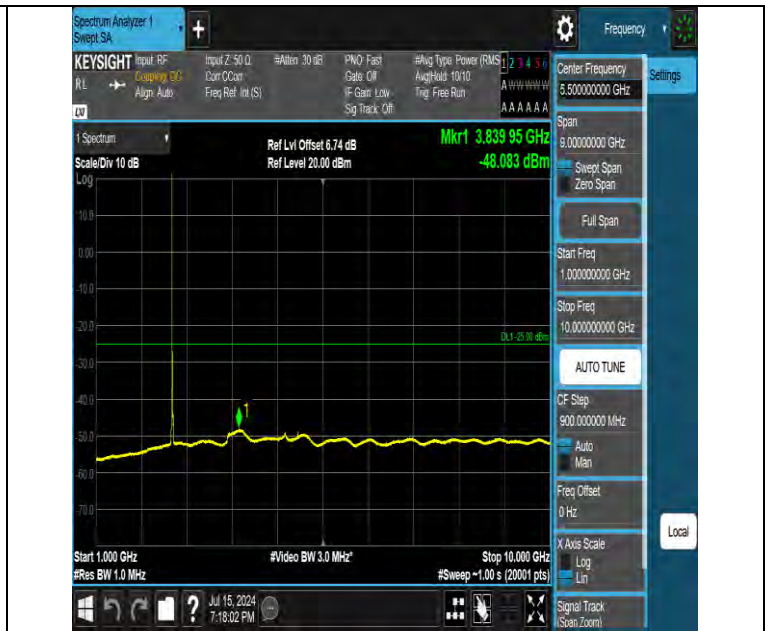 Spectrum Analyzer 1
Swept SA
+
Frequency
KEYSIGHT
RL
Input: RF
Coupling: DC
Align: Auto
Input Z: 50 Ω
Corr CCorr
Freq Ref: Int (S)
#Atten: 30 dB
PNO: Fast
Gate: Off
IF Gain: Low
Sig Track: Off
#Avg Type: Power (RMS
Avg|Hold: 10/10
Trig: Free Run
1 2 3 4 5 6
A W W W W W
A A A A A A
Settings
1 Spectrum
Scale/Div 10 dB
Log
Ref Lvl Offset 6.74 dB
Ref Level 20.00 dBm
Mkr1 3.839 95 GHz
-48.083 dBm
10.0
0.00
-10.0
-20.0
-30.0
-40.0
-50.0
-60.0
-70.0
DL1 -25.00 dBm
1
Start 1.000 GHz
#Res BW 1.0 MHz
#Video BW 3.0 MHz*
Stop 10.000 GHz
#Sweep ~1.00 s (20001 pts)
Center Frequency
5.500000000 GHz
Span
9.00000000 GHz
Swept Span
Zero Span
Full Span
Start Freq
1.000000000 GHz
Stop Freq
10.000000000 GHz
AUTO TUNE
CF Step
900.000000 MHz
Auto
Man
Freq Offset
0 Hz
X Axis Scale
Log
Lin
Signal Track
(Span Zoom)
Local
?
Jul 15, 2024
7:18:02 PM